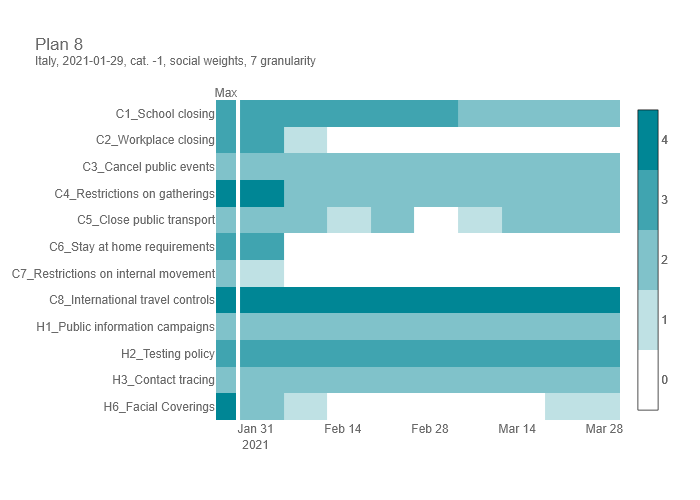 Plan 8
Italy, 2021-01-29, cat. -1, social weights, 7 granularity
Max
C1_School closing
C2_Workplace closing
C3_Cancel public events
C4_Restrictions on gatherings
C5_Close public transport
C6_Stay at home requirements
C7_Restrictions on internal movement
C8_International travel controls
H1_Public information campaigns
H2_Testing policy
H3_Contact tracing
H6_Facial Coverings
Jan 31 Feb 14 Feb 28 Mar 14 Mar 28
2021
4
3
2
1
0